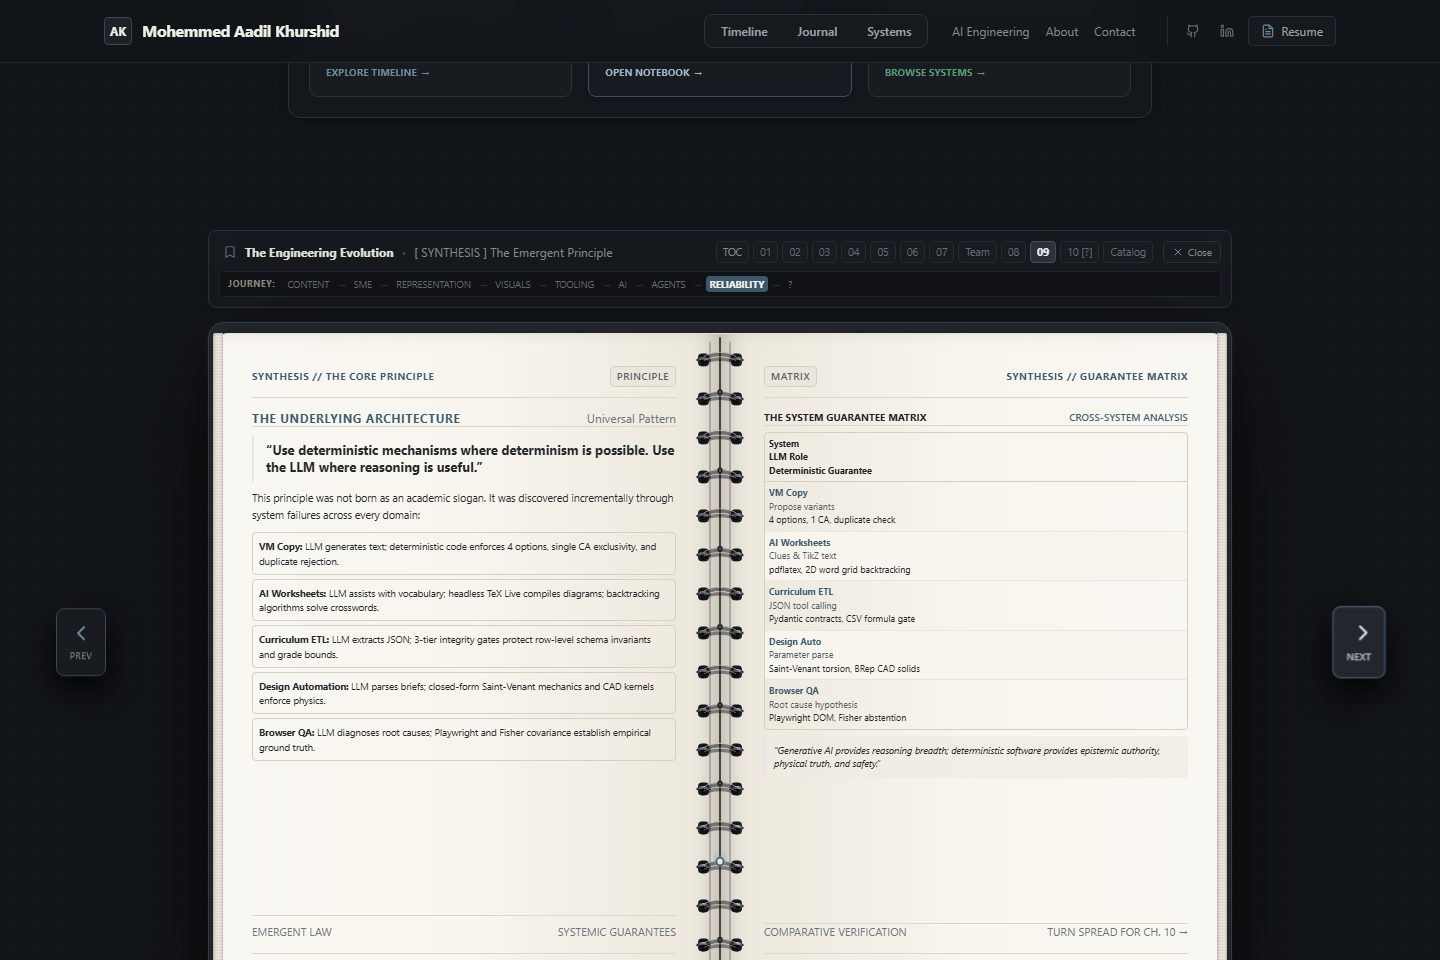 AK Mohemmed Aadil Khurshid Timeline Journal Systems AI Engineering About Contact Resume
EXPLORE TIMELINE → OPEN NOTEBOOK → BROWSE SYSTEMS →
The Engineering Evolution · [ SYNTHESIS ] The Emergent Principle TOC 01 02 03 04 05 06 07 Team 08 09 10 [?] Catalog × Close
JOURNEY: CONTENT → SME → REPRESENTATION → VISUALS → TOOLING → AI → AGENTS → RELIABILITY → ?
SYNTHESIS // THE CORE PRINCIPLE PRINCIPLE
THE UNDERLYING ARCHITECTURE Universal Pattern
“Use deterministic mechanisms where determinism is possible. Use
the LLM where reasoning is useful.”
This principle was not born as an academic slogan. It was discovered incrementally through
system failures across every domain:
VM Copy: LLM generates text; deterministic code enforces 4 options, single CA exclusivity, and
duplicate rejection.
AI Worksheets: LLM assists with vocabulary; headless TeX Live compiles diagrams; backtracking
algorithms solve crosswords.
Curriculum ETL: LLM extracts JSON; 3-tier integrity gates protect row-level schema invariants
and grade bounds.
Design Automation: LLM parses briefs; closed-form Saint-Venant mechanics and CAD kernels
enforce physics.
Browser QA: LLM diagnoses root causes; Playwright and Fisher covariance establish empirical
ground truth.
EMERGENT LAW SYSTEMIC GUARANTEES
MATRIX SYNTHESIS // GUARANTEE MATRIX
THE SYSTEM GUARANTEE MATRIX CROSS-SYSTEM ANALYSIS
System
LLM Role
Deterministic Guarantee
VM Copy
Propose variants
4 options, 1 CA, duplicate check
AI Worksheets
Clues & TikZ text
pdflatex, 2D word grid backtracking
Curriculum ETL
JSON tool calling
Pydantic contracts, CSV formula gate
Design Auto
Parameter parse
Saint-Venant torsion, BRep CAD solids
Browser QA
Root cause hypothesis
Playwright DOM, Fisher abstention
“Generative AI provides reasoning breadth; deterministic software provides epistemic authority,
physical truth, and safety.”
COMPARATIVE VERIFICATION TURN SPREAD FOR CH. 10 →
PREV
NEXT